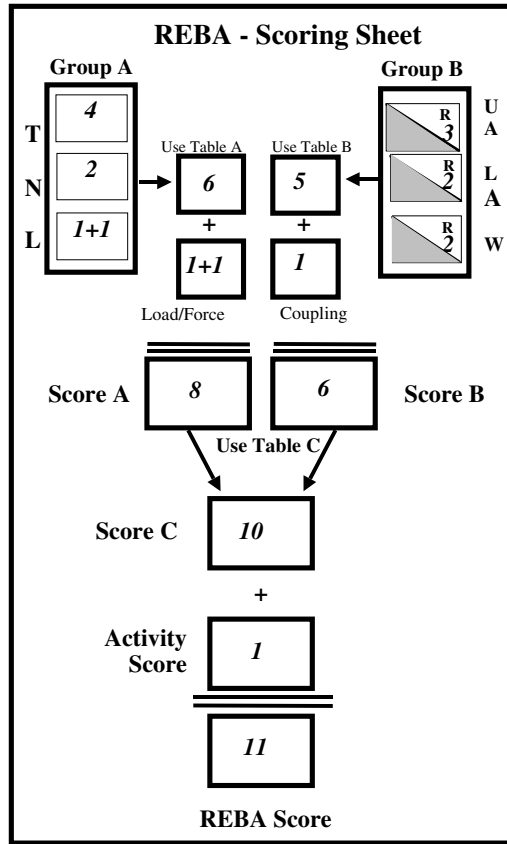 REBA - Scoring Sheet
Group A
Group B
T
N
L
4
2
1+1
Use Table A
Use Table B
6
5
+
+
1+1
1
Load/Force
Coupling
R
3
R
2
R
2
U
A
L
A
W
Score A
8
6
Score B
Use Table C
Score C
10
+
Activity
Score
1
11
REBA Score